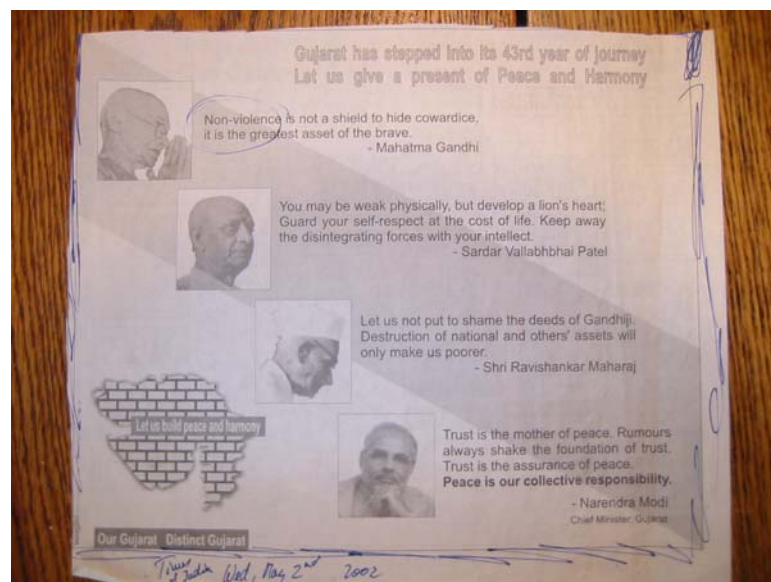 Gujarat has stepped into its 43rd year of journey
Let us give a present of Peace and Harmony
Non-violence is not a shield to hide cowardice,
it is the greatest asset of the brave.
- Mahatma Gandhi
You may be weak physically, but develop a lion's heart;
Guard your self-respect at the cost of life. Keep away
the disintegrating forces with your intellect.
- Sardar Vallabhbhai Patel
Let us not put to shame the deeds of Gandhiji.
Destruction of national and others' assets will
only make us poorer.
- Shri Ravishankar Maharaj
Let us build peace and harmony
Trust is the mother of peace. Rumours
always shake the foundation of trust.
Trust is the assurance of peace.
Peace is our collective responsibility.
- Narendra Modi
Chief Minister, Gujarat
Our Gujarat Distinct Gujarat
Times
of India Wed, May 2nd 2002